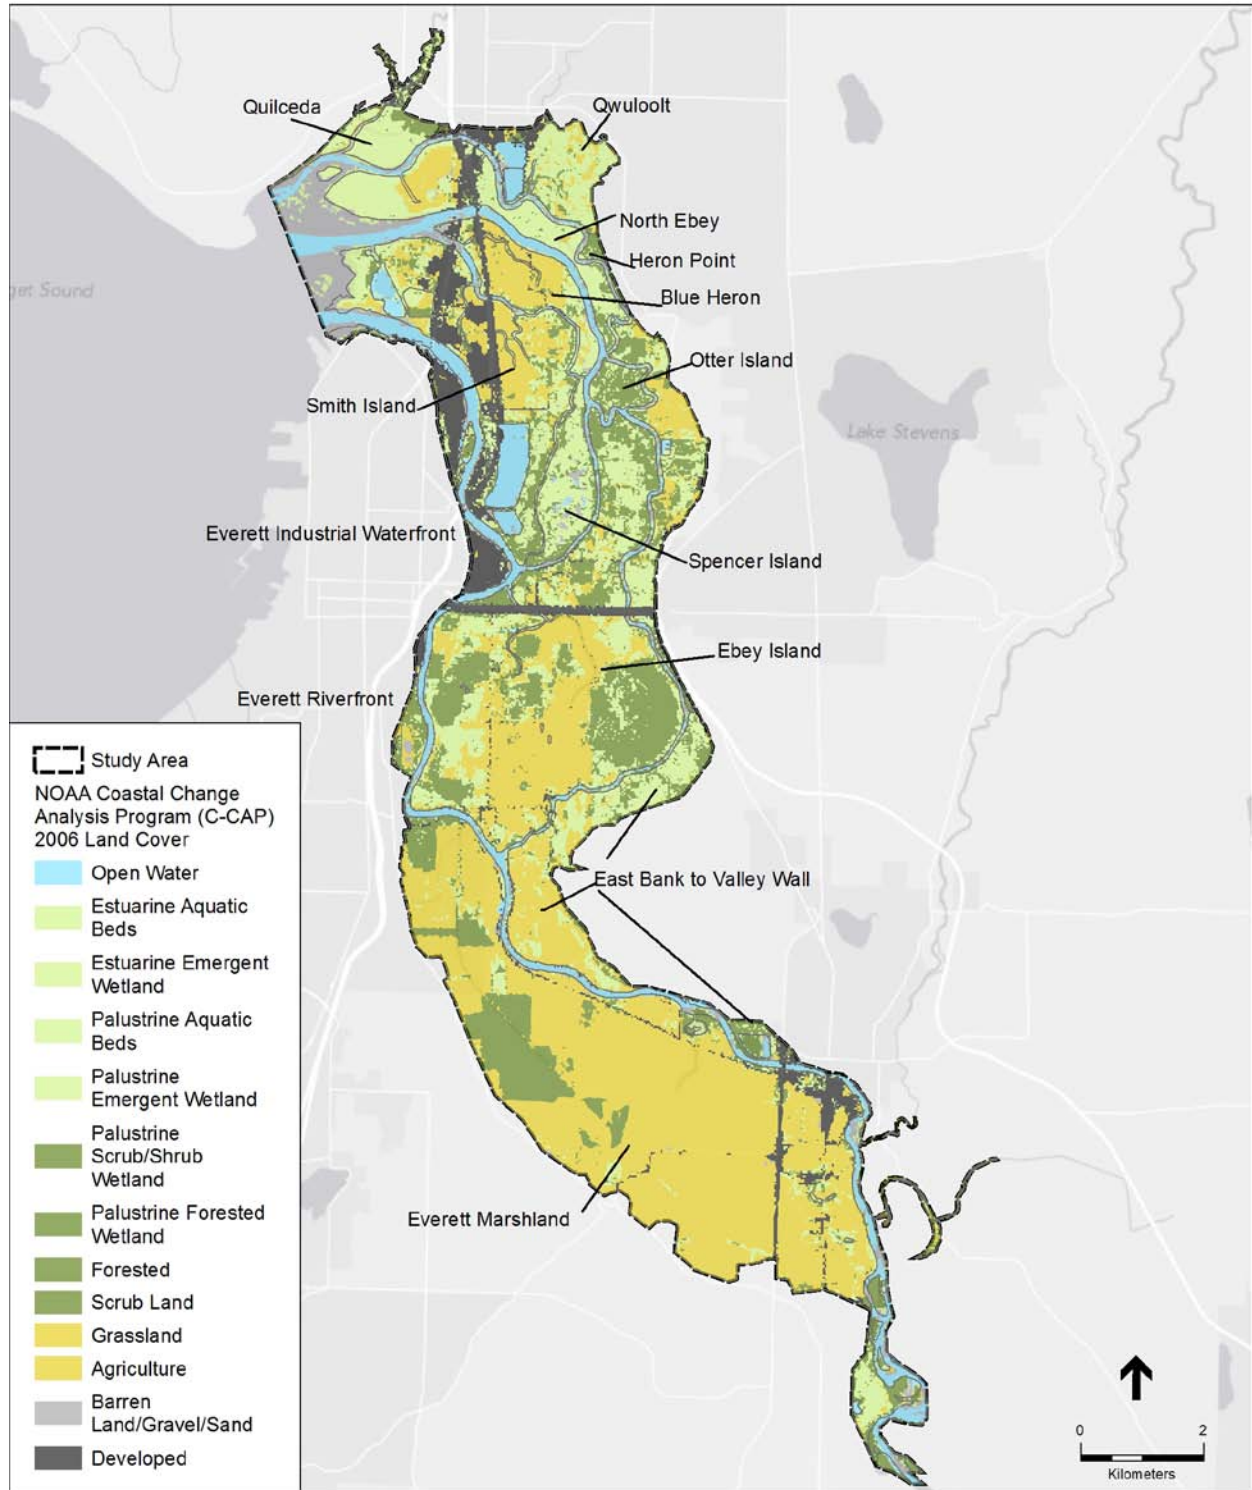 Quilceda
Qwuloolt
North Ebey
Heron Point
get Sound
Blue Heron
Otter Island
Smith Island
Lake Stevens
Everett Industrial Waterfront
Spencer Island
Ebey Island
Everett Riverfront
East Bank to Valley Wall
Everett Marshland
Study Area
NOAA Coastal Change
Analysis Program (C-CAP)
2006 Land Cover
Open Water
Estuarine Aquatic
Beds
Estuarine Emergent
Wetland
Palustrine Aquatic
Beds
Palustrine
Emergent Wetland
Palustrine
Scrub/Shrub
Wetland
Palustrine Forested
Wetland
Forested
Scrub Land
Grassland
Agriculture
Barren
Land/Gravel/Sand
Developed
0 2
Kilometers